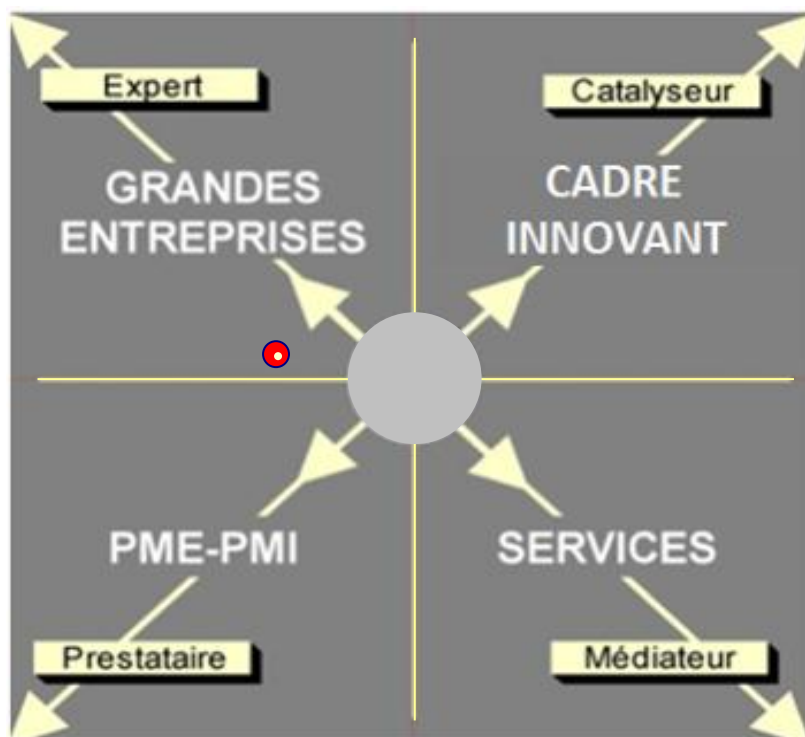 Expert
Catalyseur
GRANDES
ENTREPRISES
CADRE
INNOVANT
PME-PMI
SERVICES
Prestataire
Médiateur